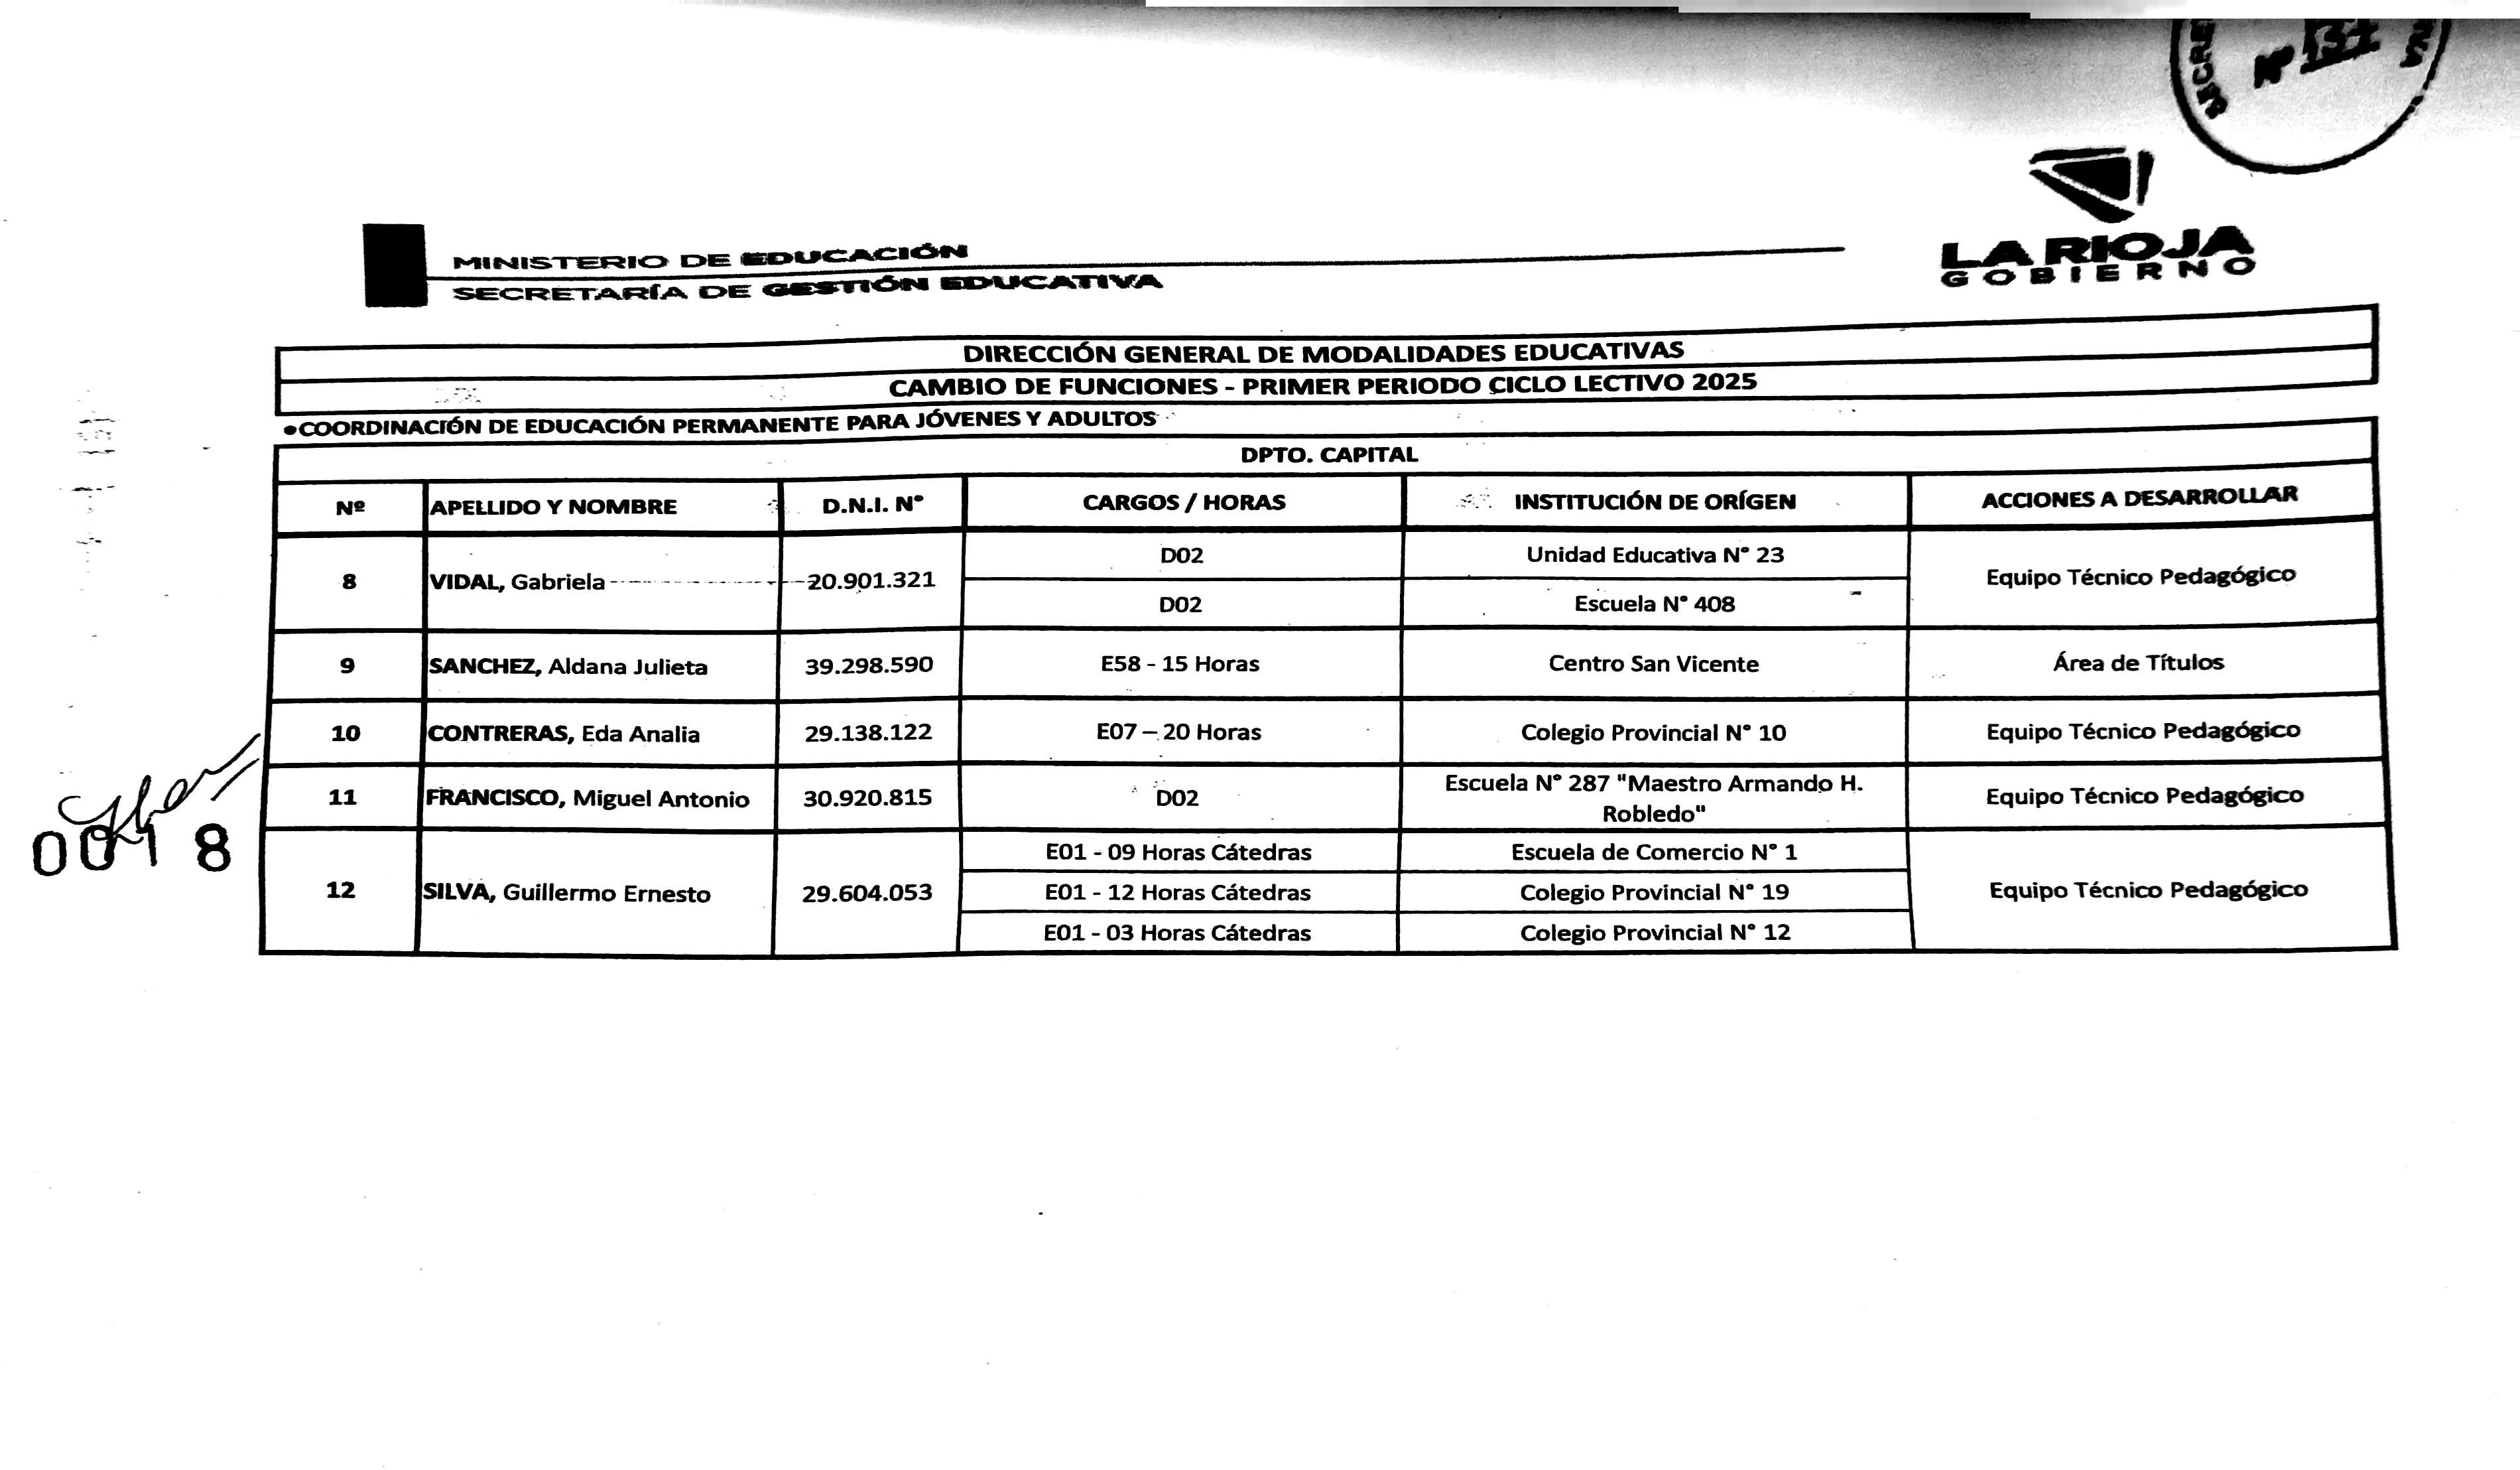 Nº 137
LA RIOJA
GOBIERNO
MINISTERIO DE EDUCACIÓN
SECRETARÍA DE GESTIÓN EDUCATIVA
DIRECCIÓN GENERAL DE MODALIDADES EDUCATIVAS
CAMBIO DE FUNCIONES - PRIMER PERIODO CICLO LECTIVO 2025
•COORDINACIÓN DE EDUCACIÓN PERMANENTE PARA JÓVENES Y ADULTOS
DPTO. CAPITAL
Nº APELLIDO Y NOMBRE D.N.I. N° CARGOS / HORAS INSTITUCIÓN DE ORÍGEN ACCIONES A DESARROLLAR
8 VIDAL, Gabriela 20.901.321 D02 Unidad Educativa N° 23 Equipo Técnico Pedagógico
D02 Escuela N° 408
9 SANCHEZ, Aldana Julieta 39.298.590 E58 - 15 Horas Centro San Vicente Área de Títulos
10 CONTRERAS, Eda Analia 29.138.122 E07 – 20 Horas Colegio Provincial N° 10 Equipo Técnico Pedagógico
11 FRANCISCO, Miguel Antonio 30.920.815 D02 Escuela N° 287 "Maestro Armando H. Robledo" Equipo Técnico Pedagógico
12 SILVA, Guillermo Ernesto 29.604.053 E01 - 09 Horas Cátedras Escuela de Comercio N° 1 Equipo Técnico Pedagógico
E01 - 12 Horas Cátedras Colegio Provincial N° 19
E01 - 03 Horas Cátedras Colegio Provincial N° 12
0018